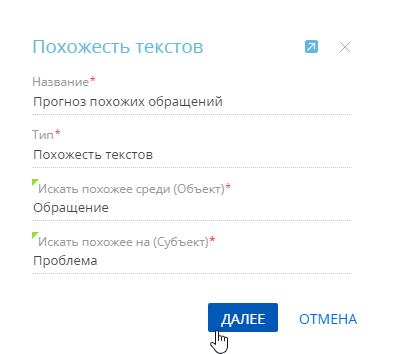 Похожесть текстов
Название*
Прогноз похожих обращений
Тип*
Похожесть текстов
Искать похожее среди (Объект)*
Обращение
Искать похожее на (Субъект)*
Проблема
ДАЛЕЕ ОТМЕНА